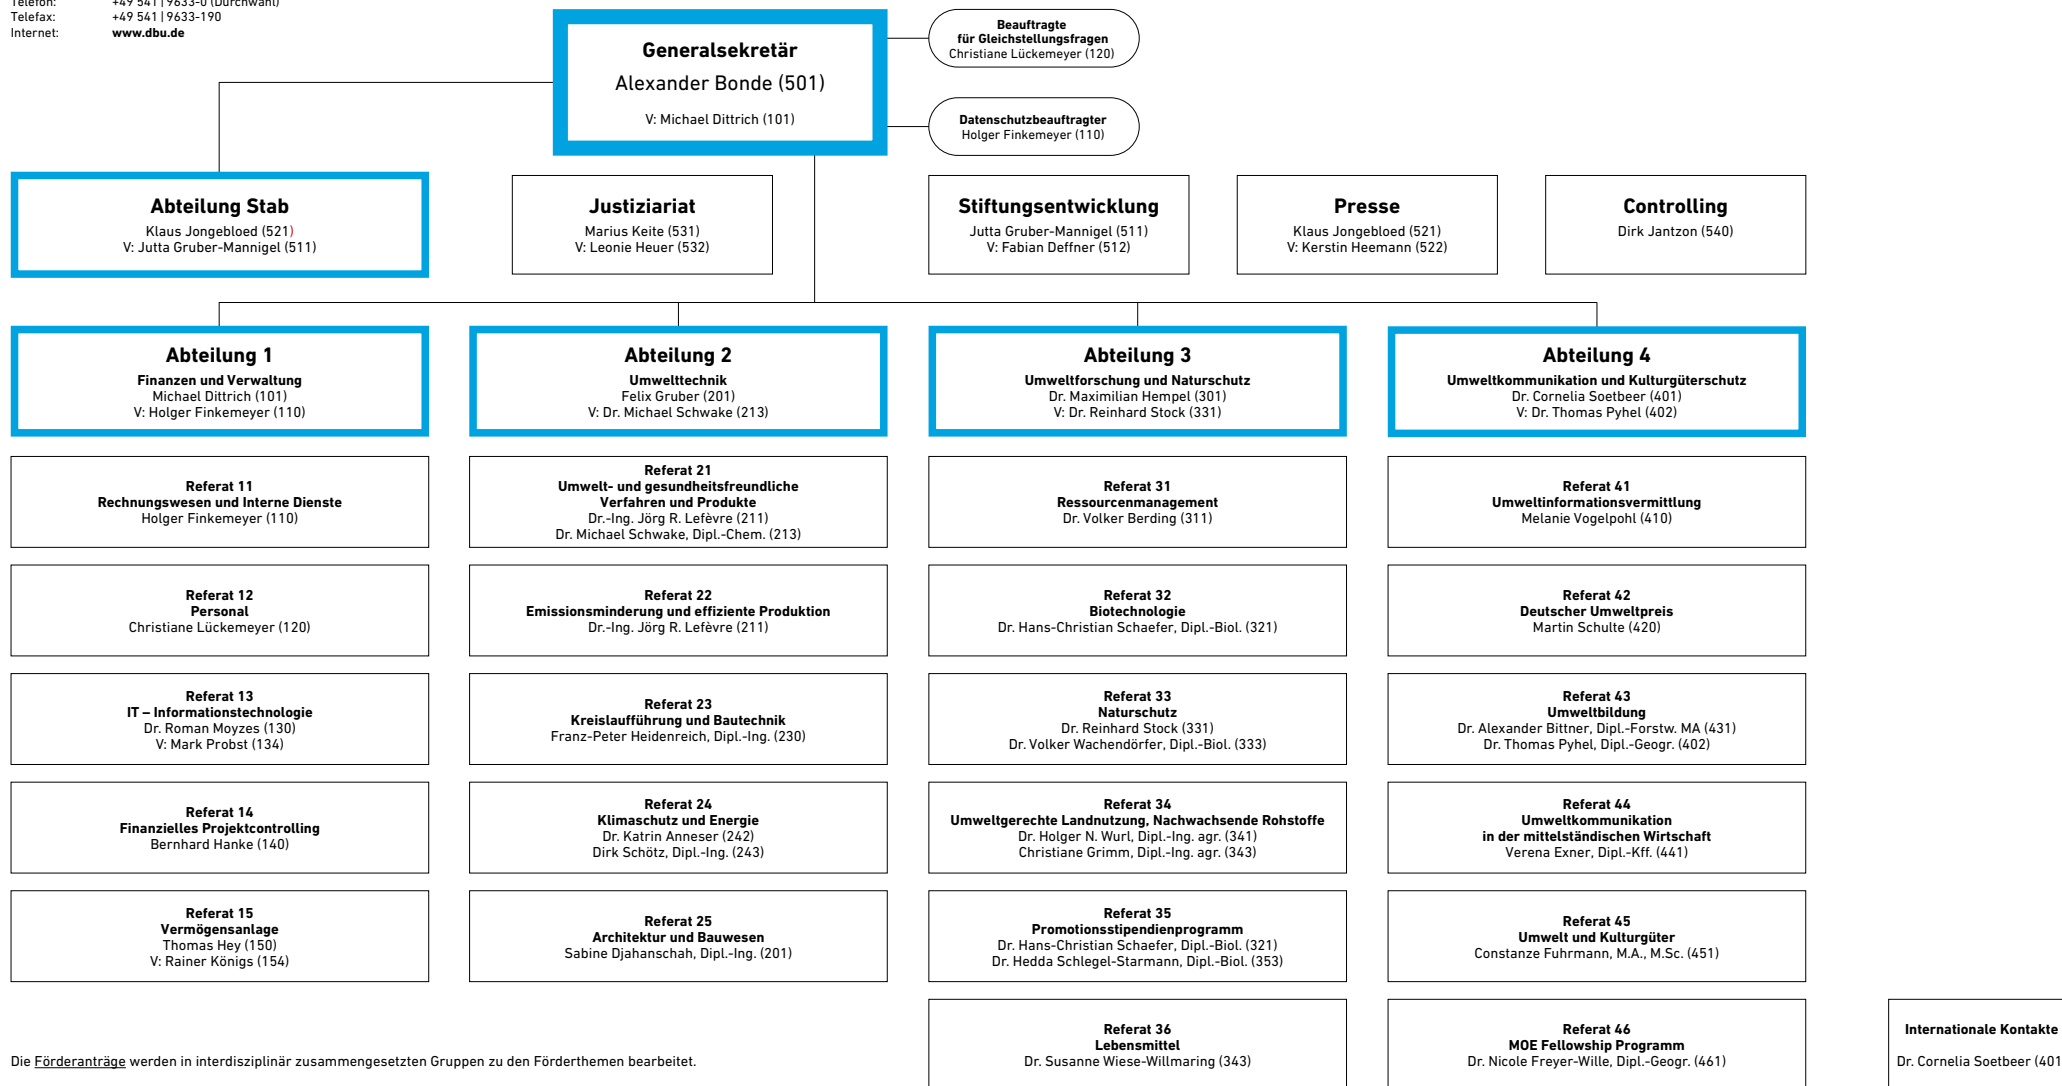 Telefon: +49 541 | 9633-0 (Durchwahl)
Telefax: +49 541 | 9633-190
Internet: www.dbu.de
Generalsekretär
Alexander Bonde (501)
V: Michael Dittrich (101)
Beauftragte
für Gleichstellungsfragen
Christiane Lückemeyer (120)
Datenschutzbeauftragter
Holger Finkemeyer (110)
Abteilung Stab
Klaus Jongebloed (521)
V: Jutta Gruber-Mannigel (511)
Justiziariat
Marius Keite (531)
V: Leonie Heuer (532)
Stiftungsentwicklung
Jutta Gruber-Mannigel (511)
V: Fabian Deffner (512)
Presse
Klaus Jongebloed (521)
V: Kerstin Heemann (522)
Controlling
Dirk Jantzon (540)
Abteilung 1
Finanzen und Verwaltung
Michael Dittrich (101)
V: Holger Finkemeyer (110)
Abteilung 2
Umwelttechnik
Felix Gruber (201)
V: Dr. Michael Schwake (213)
Abteilung 3
Umweltforschung und Naturschutz
Dr. Maximilian Hempel (301)
V: Dr. Reinhard Stock (331)
Abteilung 4
Umweltkommunikation und Kulturgüterschutz
Dr. Cornelia Soetbeer (401)
V: Dr. Thomas Pyhel (402)
Referat 11
Rechnungswesen und Interne Dienste
Holger Finkemeyer (110)
Referat 21
Umwelt- und gesundheitsfreundliche
Verfahren und Produkte
Dr.-Ing. Jörg R. Lefèvre (211)
Dr. Michael Schwake, Dipl.-Chem. (213)
Referat 31
Ressourcenmanagement
Dr. Volker Berding (311)
Referat 41
Umweltinformationsvermittlung
Melanie Vogelpohl (410)
Referat 12
Personal
Christiane Lückemeyer (120)
Referat 22
Emissionsminderung und effiziente Produktion
Dr.-Ing. Jörg R. Lefèvre (211)
Referat 32
Biotechnologie
Dr. Hans-Christian Schaefer, Dipl.-Biol. (321)
Referat 42
Deutscher Umweltpreis
Martin Schulte (420)
Referat 13
IT – Informationstechnologie
Dr. Roman Moyzes (130)
V: Mark Probst (134)
Referat 23
Kreislaufführung und Bautechnik
Franz-Peter Heidenreich, Dipl.-Ing. (230)
Referat 33
Naturschutz
Dr. Reinhard Stock (331)
Dr. Volker Wachendörfer, Dipl.-Biol. (333)
Referat 43
Umweltbildung
Dr. Alexander Bittner, Dipl.-Forstw. MA (431)
Dr. Thomas Pyhel, Dipl.-Geogr. (402)
Referat 14
Finanzielles Projektcontrolling
Bernhard Hanke (140)
Referat 24
Klimaschutz und Energie
Dr. Katrin Anneser (242)
Dirk Schötz, Dipl.-Ing. (243)
Referat 34
Umweltgerechte Landnutzung, Nachwachsende Rohstoffe
Dr. Holger N. Wurl, Dipl.-Ing. agr. (341)
Christiane Grimm, Dipl.-Ing. agr. (343)
Referat 44
Umweltkommunikation
in der mittelständischen Wirtschaft
Verena Exner, Dipl.-Kff. (441)
Referat 15
Vermögensanlage
Thomas Hey (150)
V: Rainer Königs (154)
Referat 25
Architektur und Bauwesen
Sabine Djahanschah, Dipl.-Ing. (201)
Referat 35
Promotionsstipendienprogramm
Dr. Hans-Christian Schaefer, Dipl.-Biol. (321)
Dr. Hedda Schlegel-Starmann, Dipl.-Biol. (353)
Referat 45
Umwelt und Kulturgüter
Constanze Fuhrmann, M.A., M.Sc. (451)
Referat 36
Lebensmittel
Dr. Susanne Wiese-Willmaring (343)
Referat 46
MOE Fellowship Programm
Dr. Nicole Freyer-Wille, Dipl.-Geogr. (461)
Internationale Kontakte
Dr. Cornelia Soetbeer (401
Die Förderanträge werden in interdisziplinär zusammengesetzten Gruppen zu den Förderthemen bearbeitet.